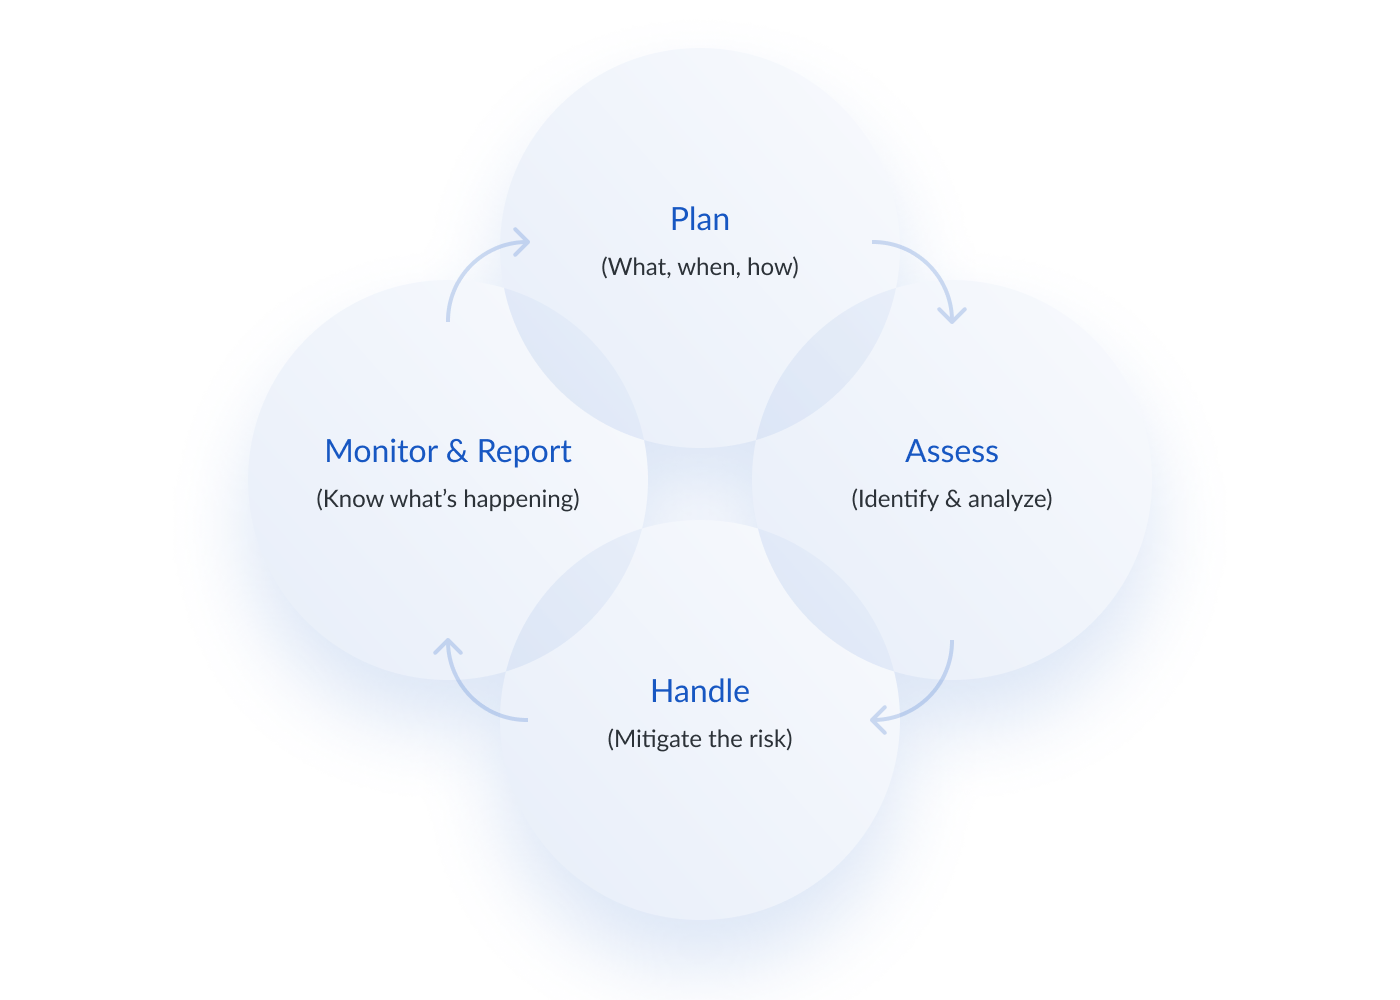 Plan
(What, when, how)
Monitor & Report
(Know what’s happening)
Assess
(Identify & analyze)
Handle
(Mitigate the risk)